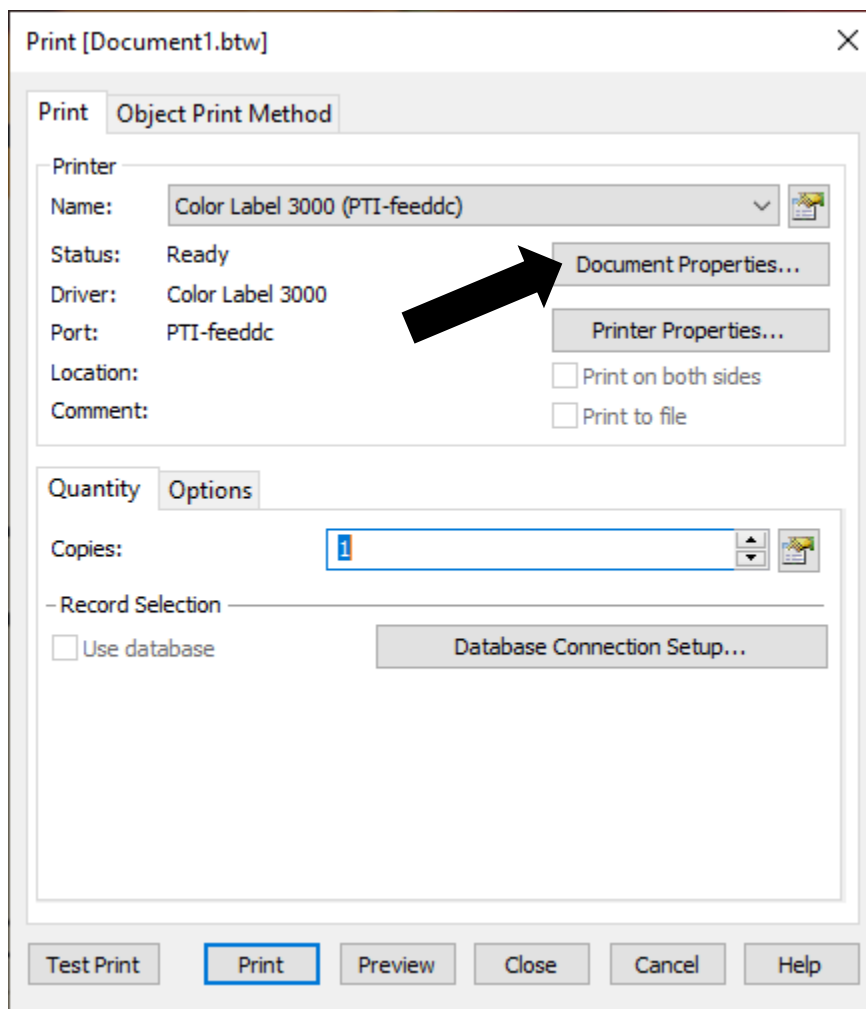 Print [Document1.btw]
Print Object Print Method
Printer
Name: Color Label 3000 (PTI-feeddc)
Status: Ready
Document Properties...
Driver: Color Label 3000
Port: PTI-feeddc
Printer Properties...
Location:
Print on both sides
Comment:
Print to file
Quantity Options
Copies: 1
Record Selection
Use database
Database Connection Setup...
Test Print Print Preview Close Cancel Help